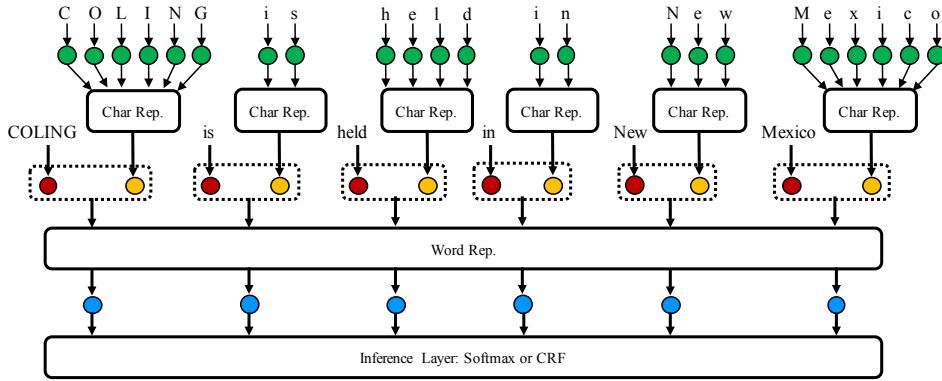 C O L I N G i s h e l d i n N e w M e x i c o
Char Rep. Char Rep. Char Rep. Char Rep. Char Rep. Char Rep.
COLING is held in New Mexico
Word Rep.
Inference Layer: Softmax or CRF